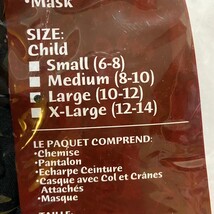 •Mask
SIZE:
Child
Small (6-8)
Medium (8-10)
Large (10-12)
X-Large (12-14)
LE PAQUET COMPREND:
•Chemise
•Pantalon
•Echarpe Ceinture
•Casque avec Col et Crânes
Attachés
•Masque
TAILLE: